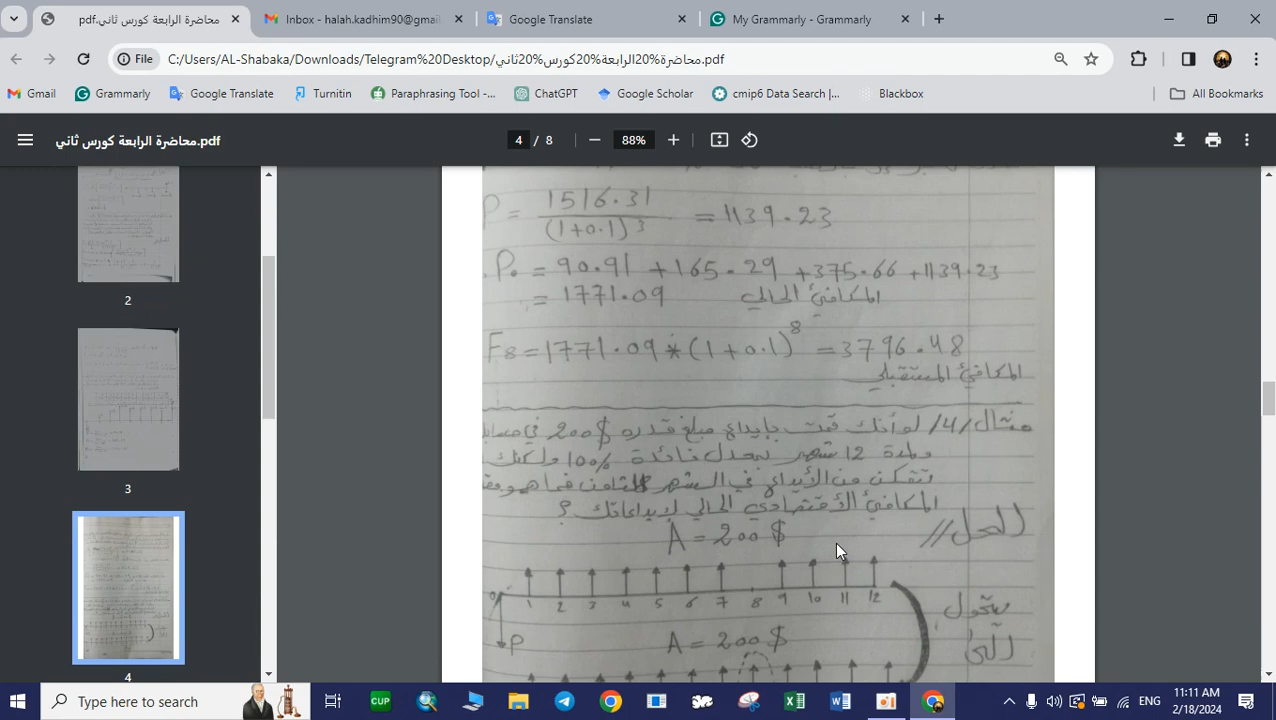 محاضرة الرابعة كورس ثاني.pdf
Inbox - halah.kadhim90@gmail
Google Translate
My Grammarly - Grammarly
File
C:/Users/AL-Shabaka/Downloads/Telegram%20Desktop/محاضرة%20الرابعة%20كورس%20ثاني.pdf
Gmail
Grammarly
Google Translate
Turnitin
Paraphrasing Tool -...
ChatGPT
Google Scholar
cmip6 Data Search |...
Blackbox
All Bookmarks
محاضرة الرابعة كورس ثاني.pdf
4 / 8
88%
2
3
4
P = 1516.31 / (1+0.1)^3 = 1139.23
P. = 90.91 + 165.29 + 375.66 + 1139.23
= 1771.09 المكافئ الحالي
F8 = 1771.09 * (1+0.1)^8 = 3796.48
المكافئ المستقبلي
مثال /4/ لو أنك قمت بإيداع مبلغ قدره 200$ في
ولمدة 12 شهر بمعدل فائدة 10% ولكنك
تتمكن من الأيداع في الشهر الثامن فما هو
المكافئ الأقتصادي الحالي لإيداعاتك ؟
الحل //
A = 200 $
0 1 2 3 4 5 6 7 8 9 10 11 12
P
يتحول
إلى
A = 200 $
Type here to search
CUP
ENG
11:11 AM
2/18/2024